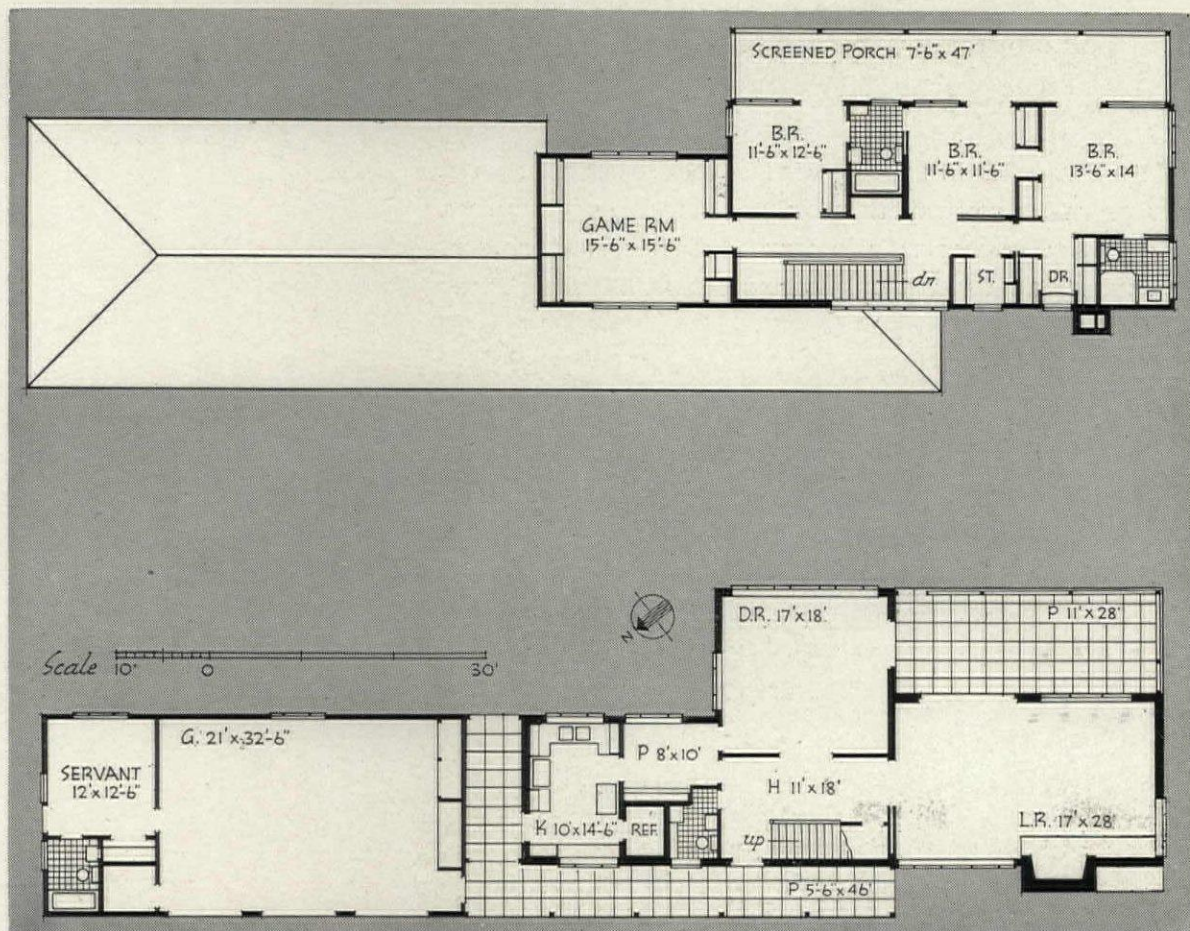 SCREENED PORCH 7'-6" x 47'
B.R.
11'-6" x 12'-6"
B.R.
11'-6" x 11'-6"
B.R.
13'-6" x 14
GAME RM
15'-6" x 15'-6"
dn
ST.
DR.
N
Scale 10' 0 30'
D.R. 17' x 18'
P 11' x 28'
G. 21' x 32'-6"
SERVANT
12' x 12'-6"
P 8' x 10'
H 11' x 18'
K 10' x 14'-6"
REF.
up
L.R. 17' x 28'
P 5'-6" x 46'